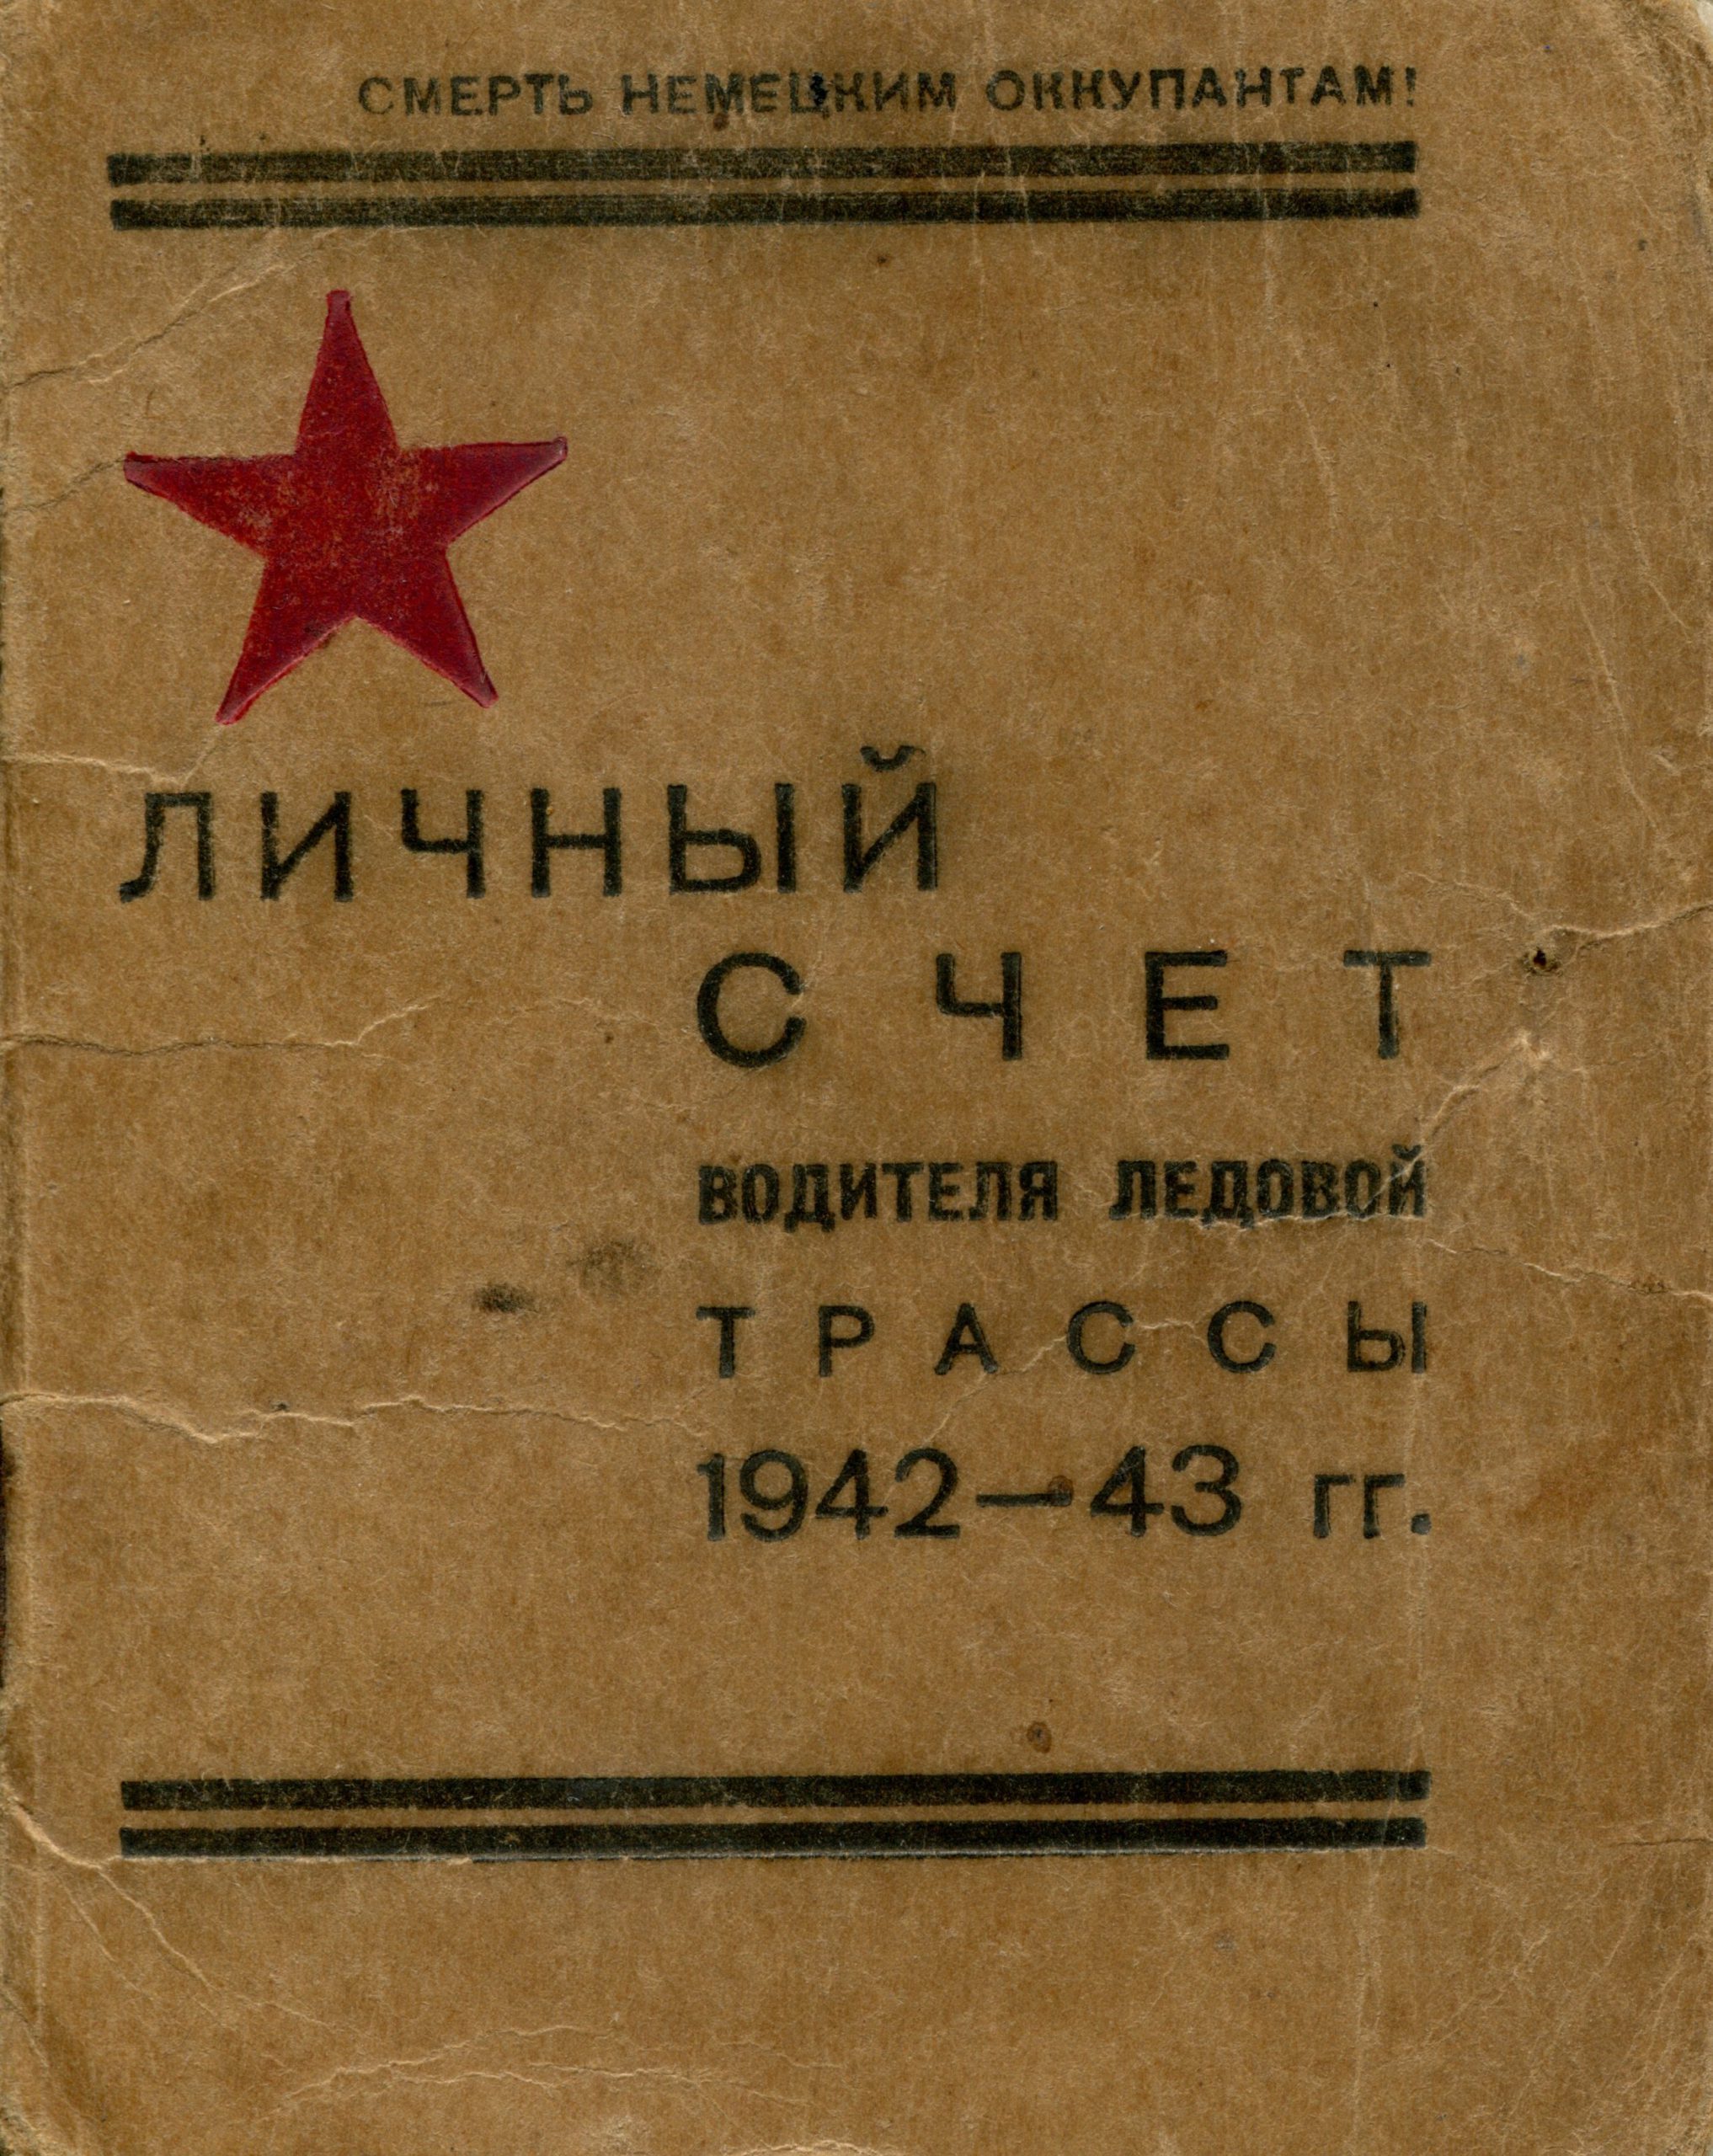 СМЕРТЬ НЕМЕЦКИМ ОККУПАНТАМ!
ЛИЧНЫЙ
СЧЕТ
ВОДИТЕЛЯ ЛЕДОВОЙ
ТРАССЫ
1942—43 гг.